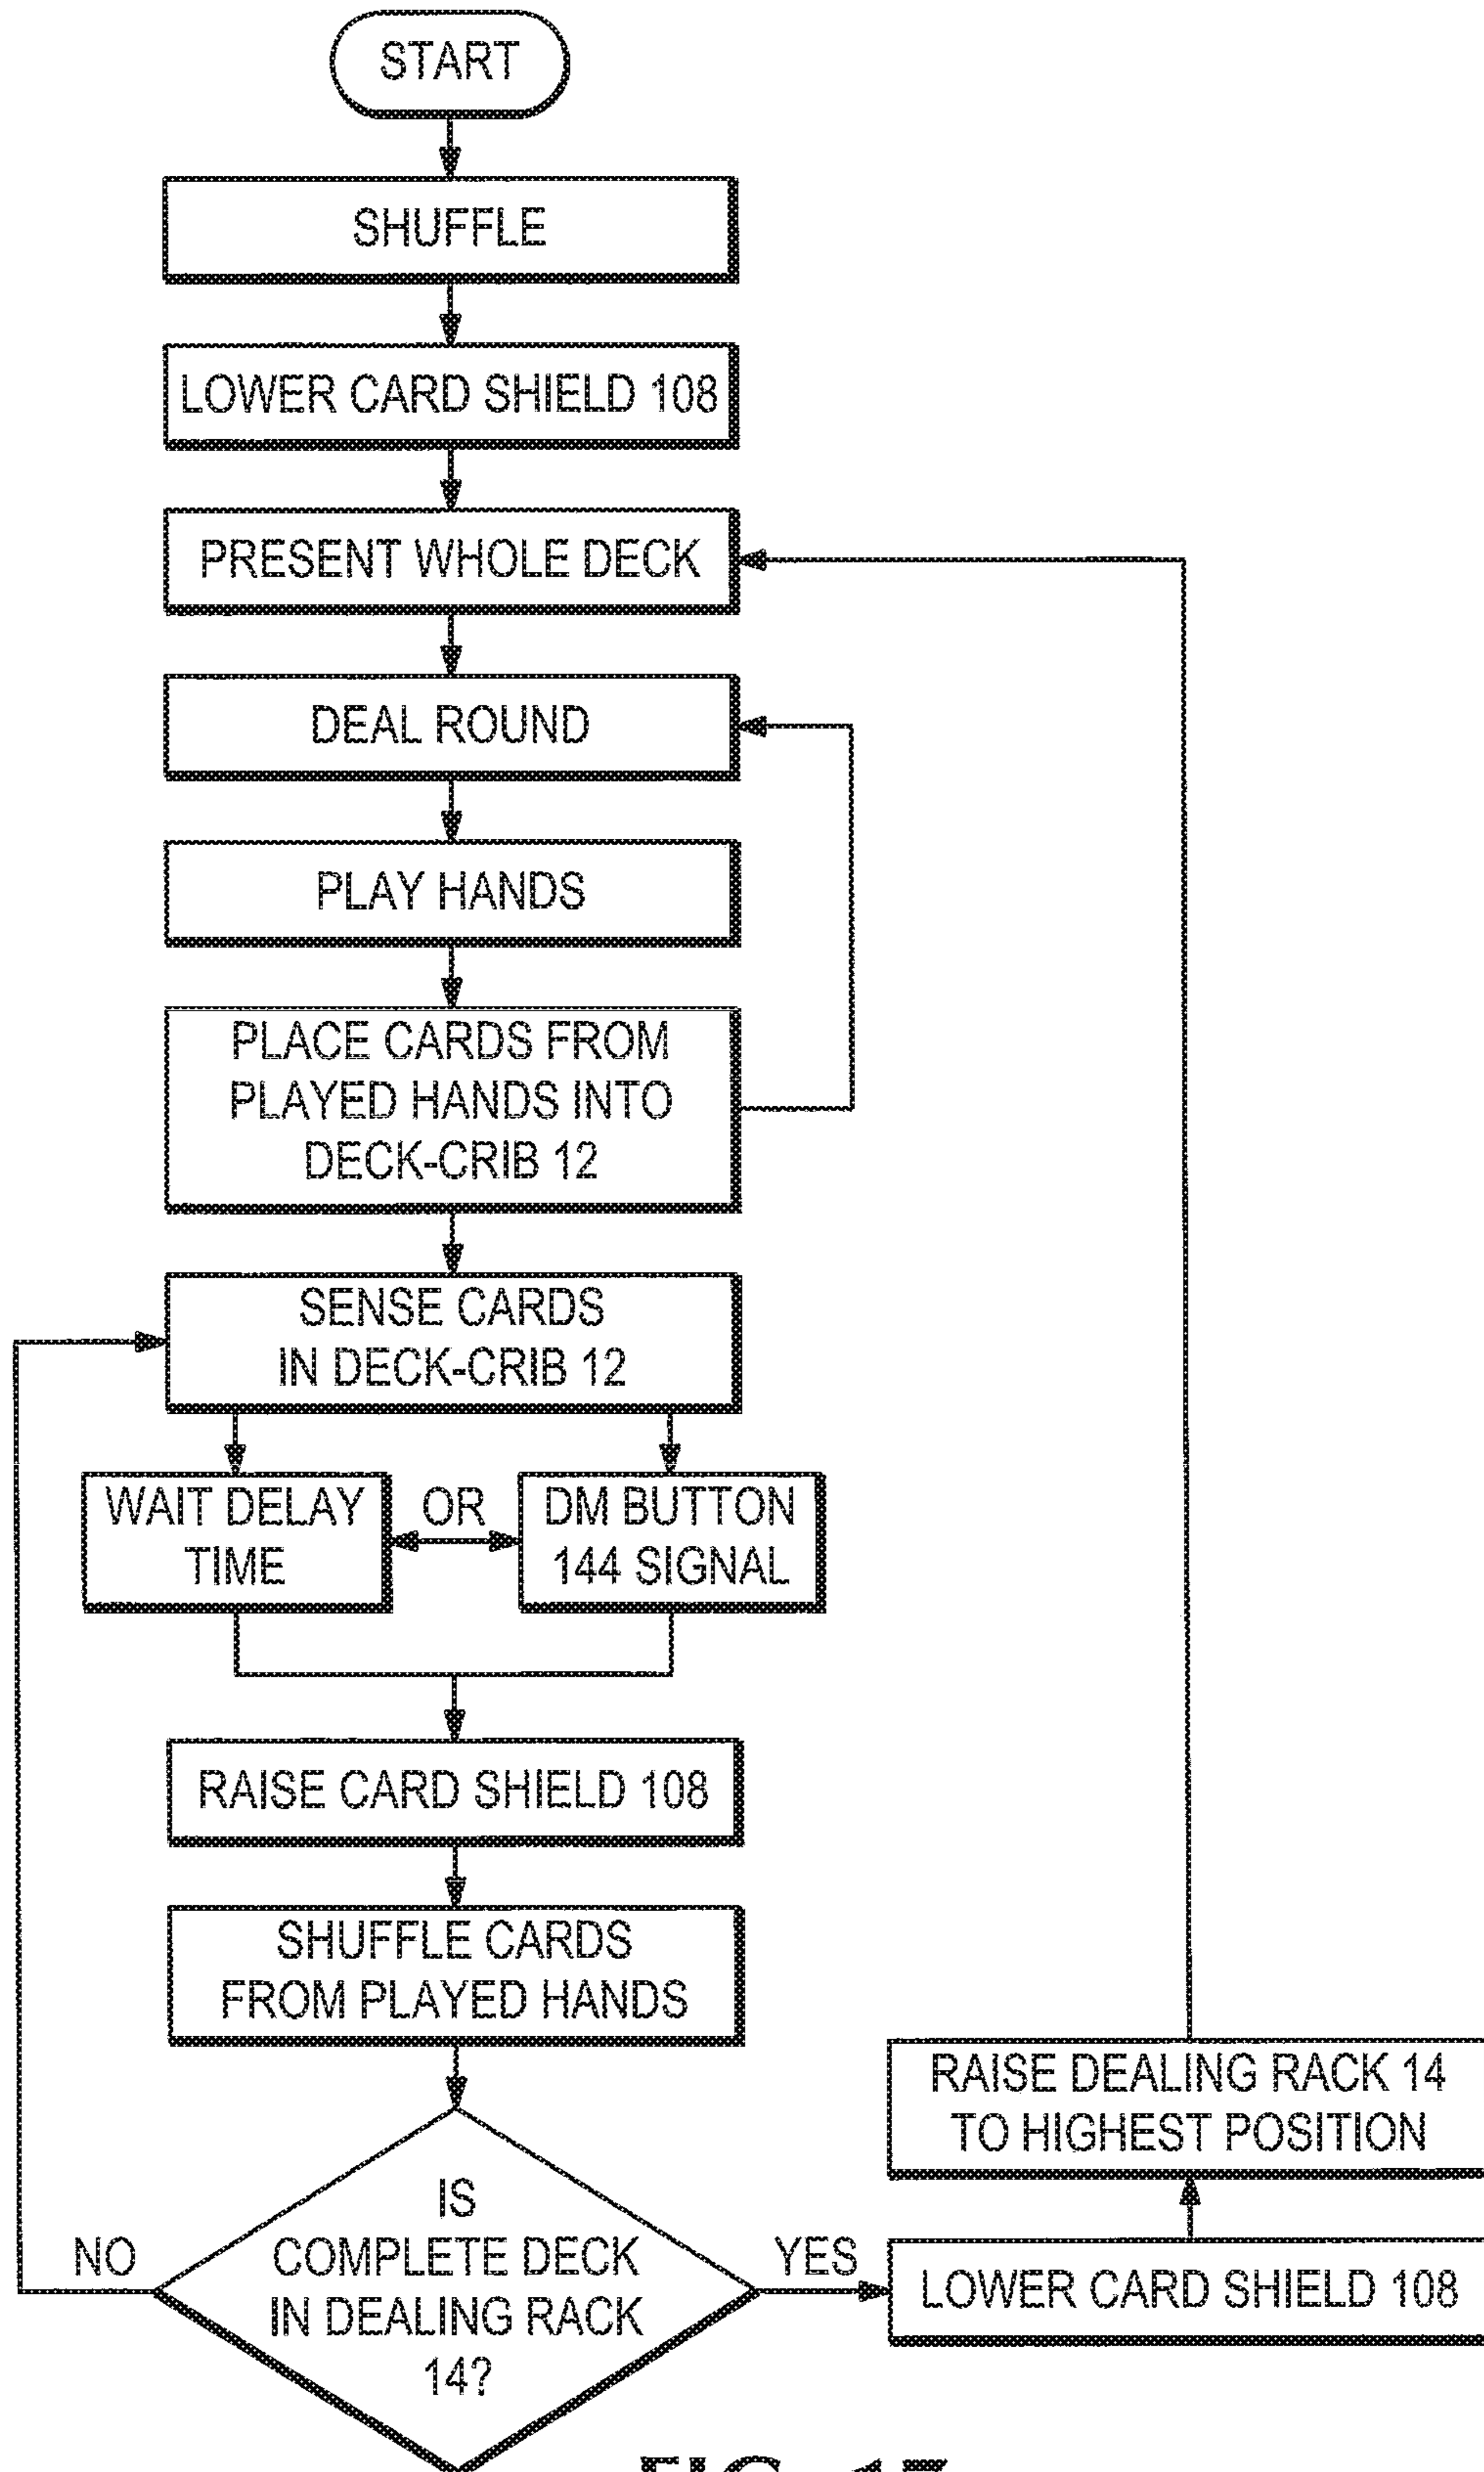 START
SHUFFLE
LOWER CARD SHIELD 108
PRESENT WHOLE DECK
DEAL ROUND
PLAY HANDS
PLACE CARDS FROM
PLAYED HANDS INTO
DECK-CRIB 12
SENSE CARDS
IN DECK-CRIB 12
WAIT DELAY
TIME
OR
DM BUTTON
144 SIGNAL
RAISE CARD SHIELD 108
SHUFFLE CARDS
FROM PLAYED HANDS
IS
COMPLETE DECK
IN DEALING RACK
14?
NO
YES
LOWER CARD SHIELD 108
RAISE DEALING RACK 14
TO HIGHEST POSITION